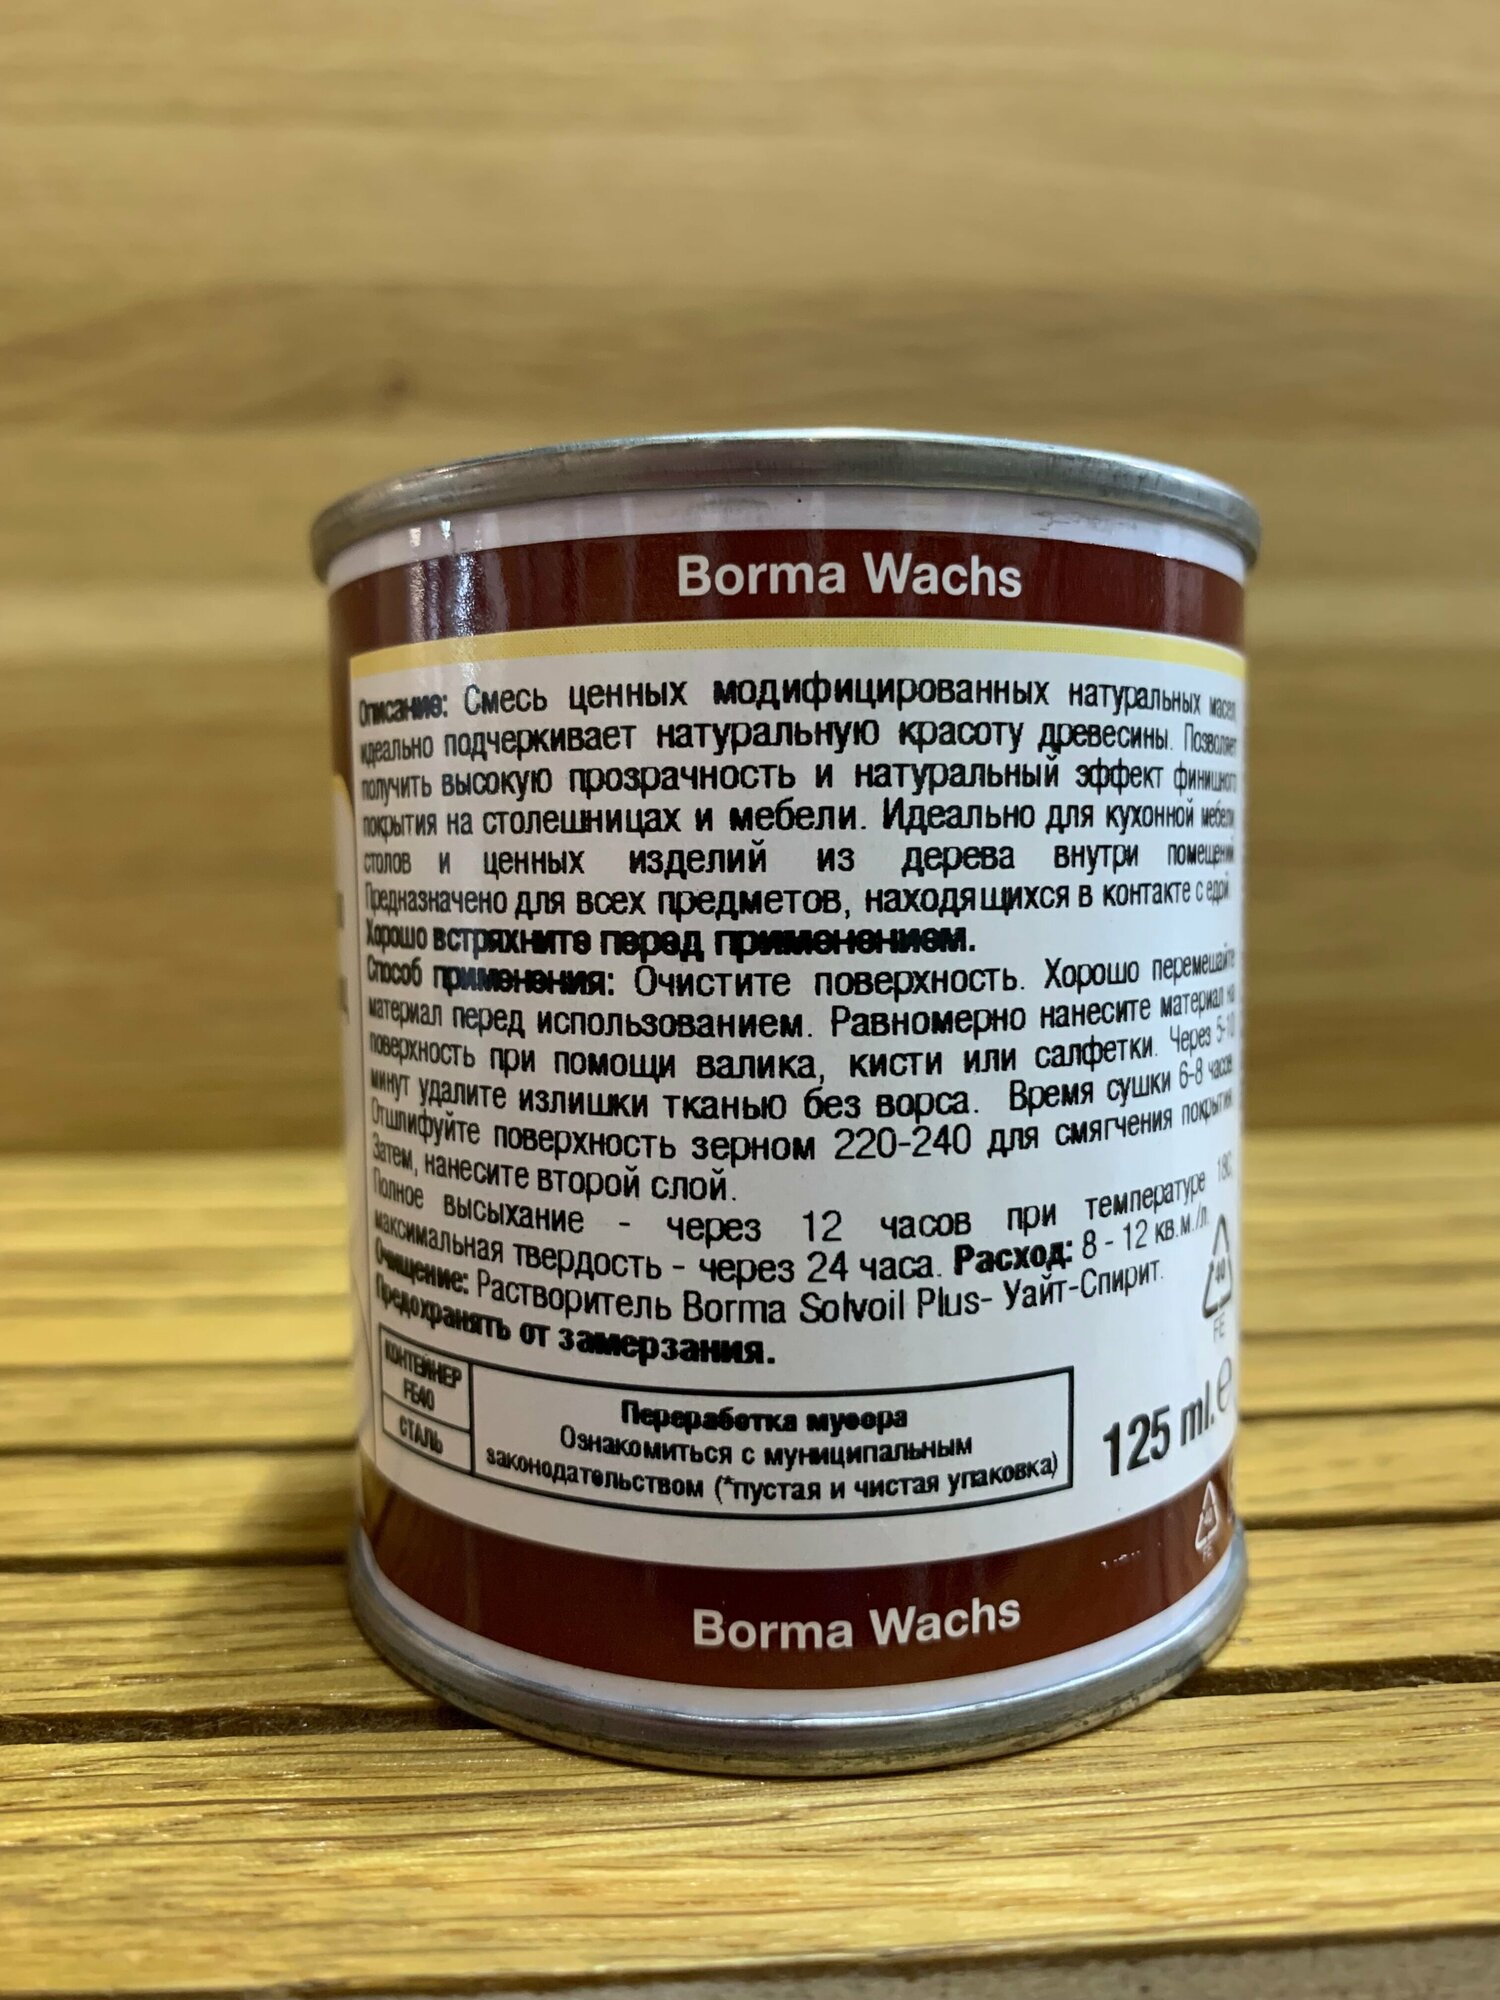 Borma Wachs
Описание: Смесь ценных модифицированных натуральных масел
идеально подчеркивает натуральную красоту древесины. Позволяет
получить высокую прозрачность и натуральный эффект финишного
покрытия на столешницах и мебели. Идеально для кухонной мебели
столов и ценных изделий из дерева внутри помещений
Предназначено для всех предметов, находящихся в контакте с едой.
Хорошо встряхните перед применением.
Способ применения: Очистите поверхность. Хорошо перемешайте
материал перед использованием. Равномерно нанесите материал на
поверхность при помощи валика, кисти или салфетки. Через 5-10
минут удалите излишки тканью без ворса. Время сушки 6-8 часов.
Отшлифуйте поверхность зерном 220-240 для смягчения покрытия.
Затем, нанесите второй слой.
Полное высыхание - через 12 часов при температуре 18С,
максимальная твердость - через 24 часа. Расход: 8 - 12 кв.м./л.
Очищение: Растворитель Borma Solvoil Plus- Уайт-Спирит.
Предохранять от замерзания.
40
FE
КОНТЕЙНЕР
FE40
СТАЛЬ
Переработка мусора
Ознакомиться с муниципальным
законодательством (*пустая и чистая упаковка)
125 ml. e
40
FE
Borma Wachs